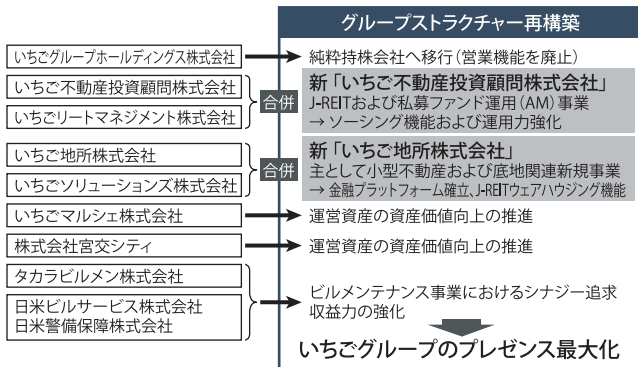 グループストラクチャー再構築
いちごグループホールディングス株式会社
純粋持株会社へ移行（営業機能を廃止）
いちご不動産投資顧問株式会社
いちごリートマネジメント株式会社
合併
新「いちご不動産投資顧問株式会社」
J-REITおよび私募ファンド運用（AM）事業
→ ソーシング機能および運用力強化
いちご地所株式会社
いちごソリューションズ株式会社
合併
新「いちご地所株式会社」
主として小型不動産および底地関連新規事業
→ 金融プラットフォーム確立、J-REITウェアハウジング機能
いちごマルシェ株式会社
運営資産の資産価値向上の推進
株式会社宮交シティ
運営資産の資産価値向上の推進
タカラビルメン株式会社
日米ビルサービス株式会社
日米警備保障株式会社
ビルメンテナンス事業におけるシナジー追求
収益力の強化
いちごグループのプレゼンス最大化